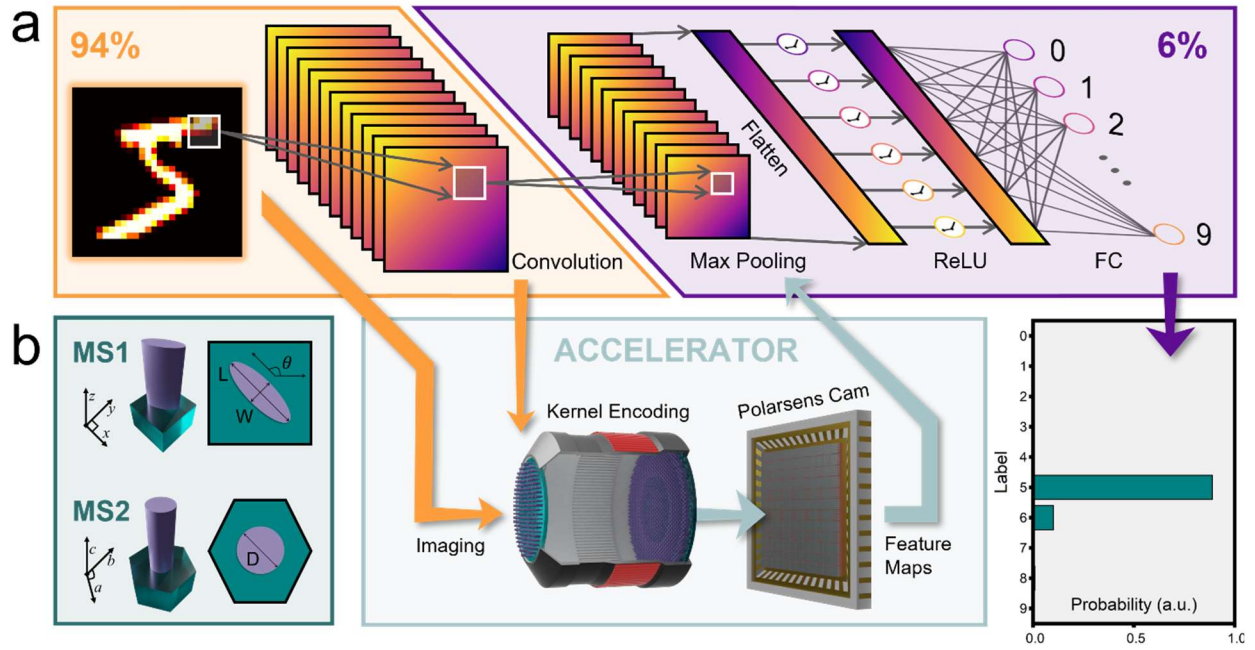 a
94%
6%
0
1
2
9
Flatten
Convolution
Max Pooling
ReLU
FC
b
MS1
z
y
x
L
W
θ
MS2
c
b
a
D
ACCELERATOR
Kernel Encoding
Polarsens Cam
Imaging
Feature
Maps
Label
0
1
2
3
4
5
6
7
8
9
Probability (a.u.)
0.0
0.5
1.0